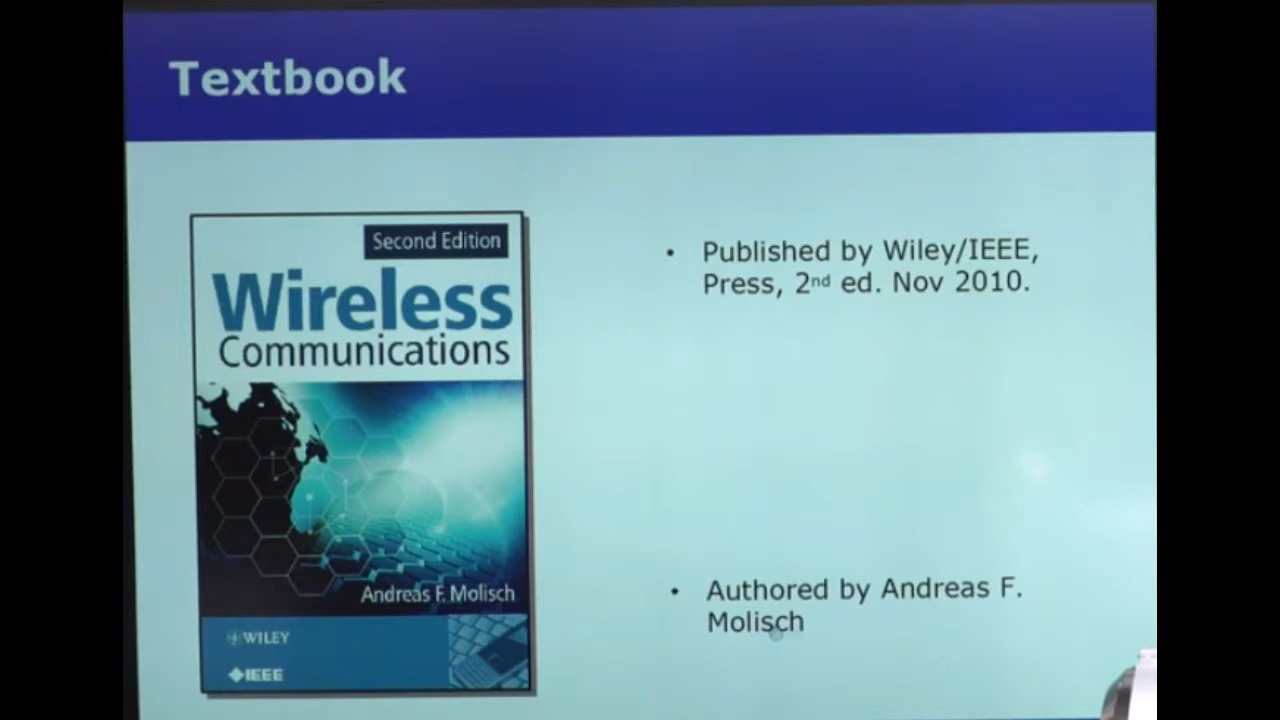 Textbook
Second Edition
Wireless
Communications
Andreas F. Molisch
WILEY
IEEE
• Published by Wiley/IEEE,
Press, 2nd ed. Nov 2010.
• Authored by Andreas F.
Molisch